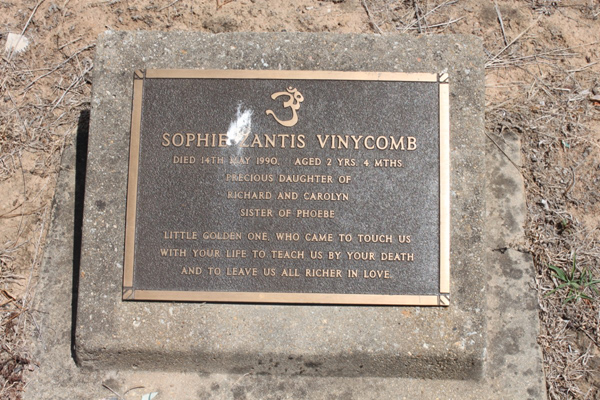 ॐ
SOPHIE ZANTIS VINYCOMB
DIED 14TH MAY 1990. AGED 2 YRS. 4 MTHS.
PRECIOUS DAUGHTER OF
RICHARD AND CAROLYN
SISTER OF PHOEBE
LITTLE GOLDEN ONE, WHO CAME TO TOUCH US
WITH YOUR LIFE TO TEACH US BY YOUR DEATH
AND TO LEAVE US ALL RICHER IN LOVE.